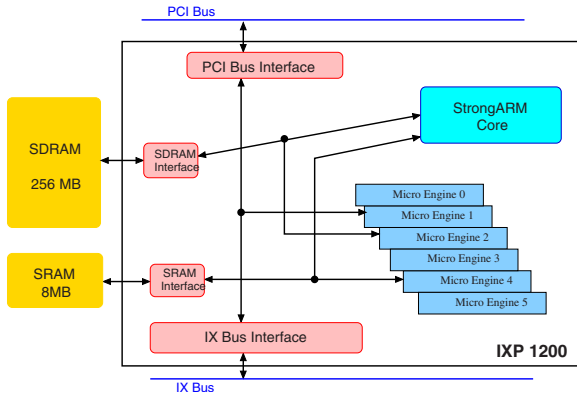 PCI Bus
PCI Bus Interface
StrongARM
Core
SDRAM
256 MB
SDRAM
Interface
Micro Engine 0
Micro Engine 1
Micro Engine 2
Micro Engine 3
Micro Engine 4
Micro Engine 5
SRAM
8MB
SRAM
Interface
IX Bus Interface
IXP 1200
IX Bus